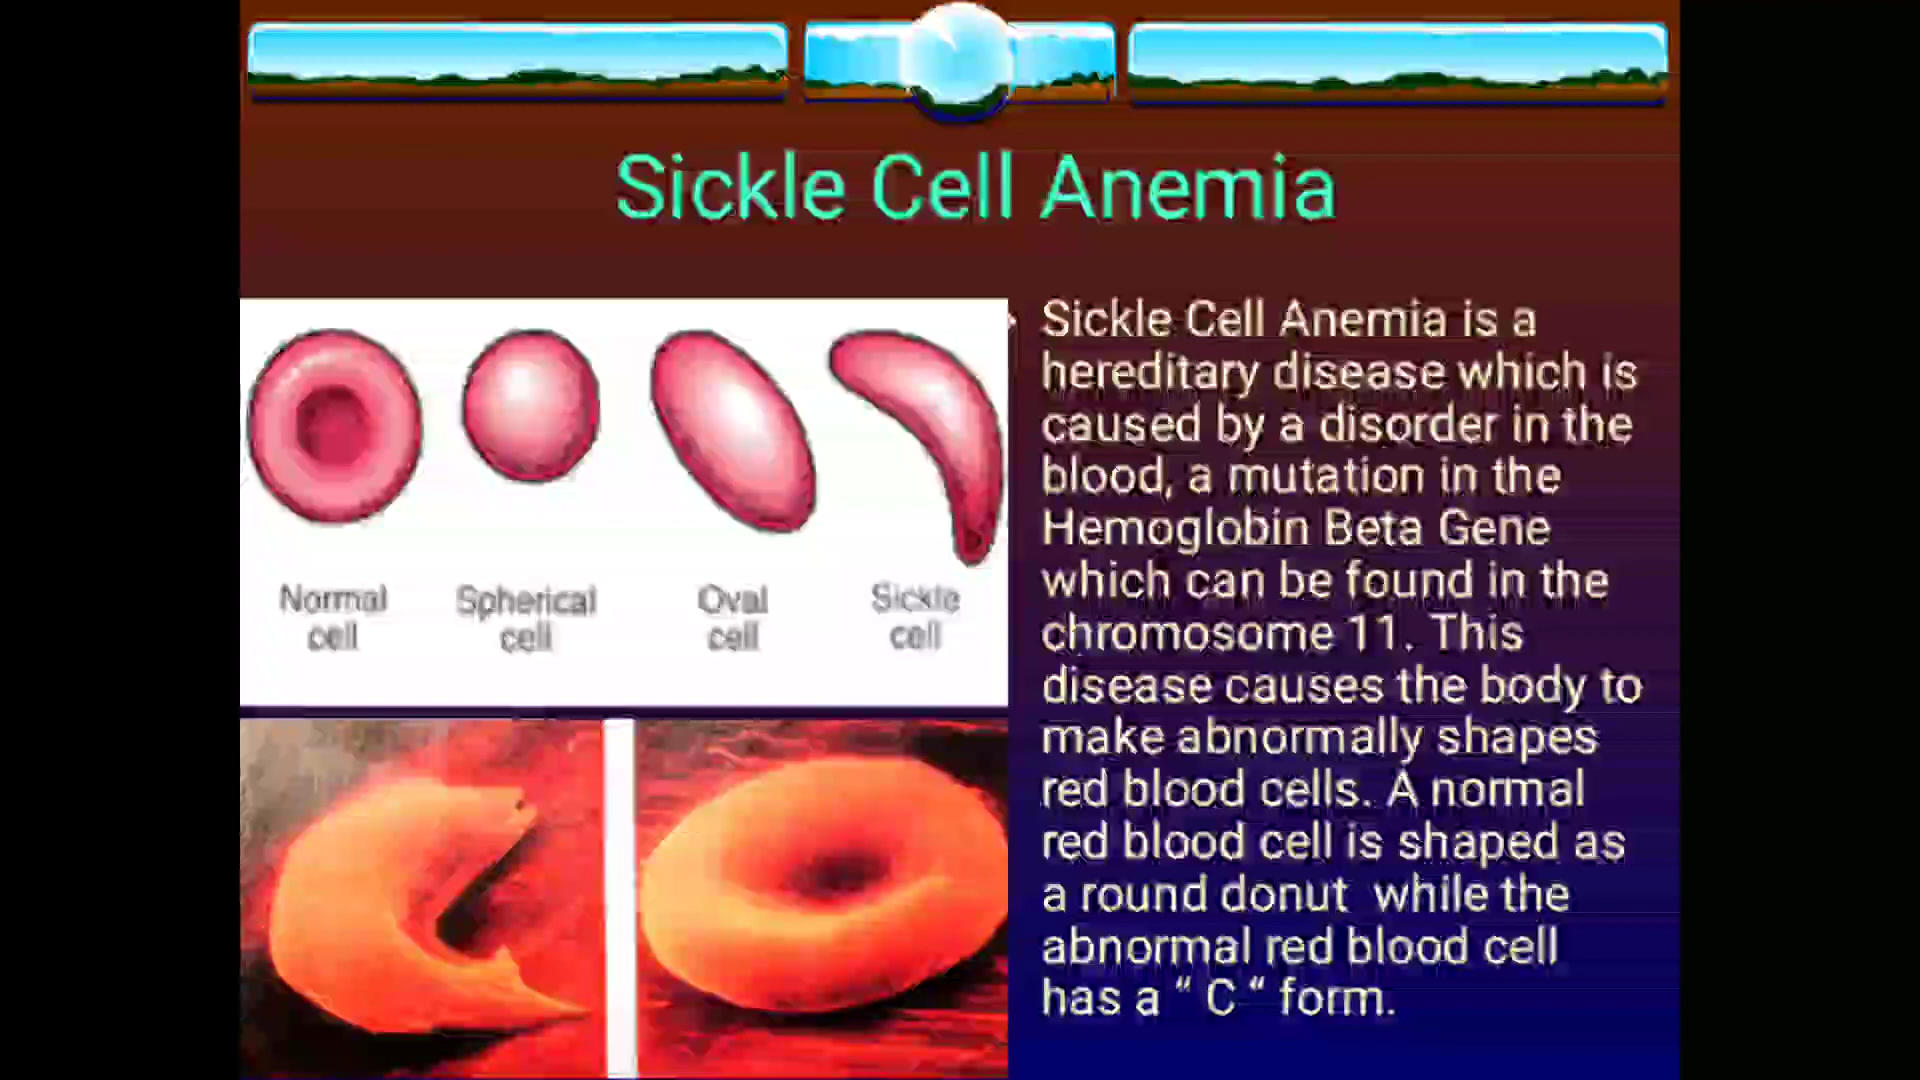 Sickle Cell Anemia
Normal cell
Spherical cell
Oval cell
Sickle cell
Sickle Cell Anemia is a
hereditary disease which is
caused by a disorder in the
blood, a mutation in the
Hemoglobin Beta Gene
which can be found in the
chromosome 11. This
disease causes the body to
make abnormally shapes
red blood cells. A normal
red blood cell is shaped as
a round donut while the
abnormal red blood cell
has a “ C “ form.